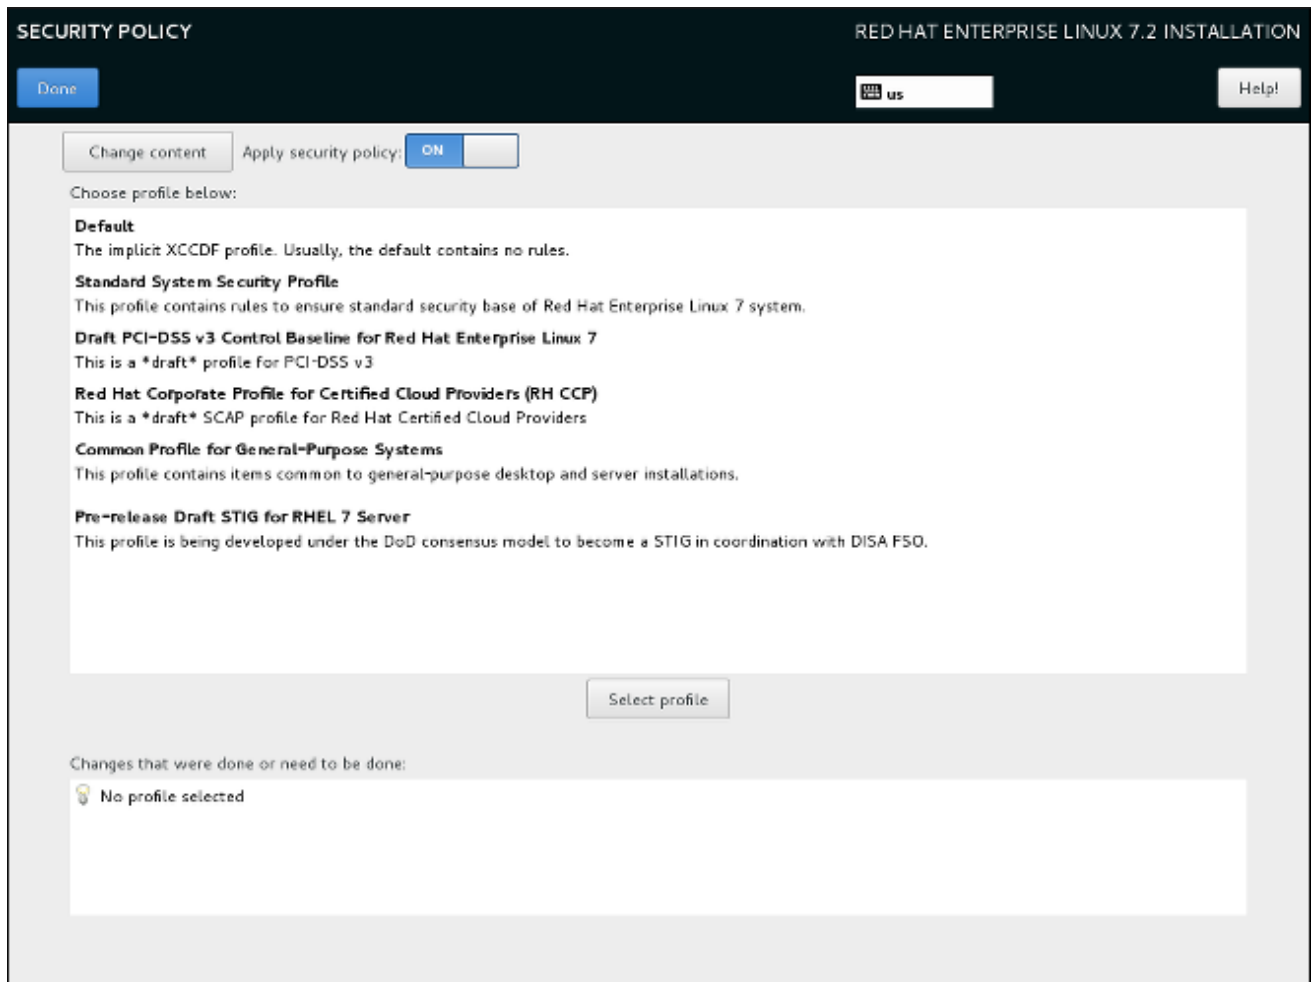 SECURITY POLICY
RED HAT ENTERPRISE LINUX 7.2 INSTALLATION
Done
us
Help!
Change content
Apply security policy:
ON
Choose profile below:
Default
The implicit XCCDF profile. Usually, the default contains no rules.
Standard System Security Profile
This profile contains rules to ensure standard security base of Red Hat Enterprise Linux 7 system.
Draft PCI-DSS v3 Control Baseline for Red Hat Enterprise Linux 7
This is a *draft* profile for PCI-DSS v3
Red Hat Corporate Profile for Certified Cloud Providers (RH CCP)
This is a *draft* SCAP profile for Red Hat Certified Cloud Providers
Common Profile for General-Purpose Systems
This profile contains items common to general-purpose desktop and server installations.
Pre-release Draft STIG for RHEL 7 Server
This profile is being developed under the DoD consensus model to become a STIG in coordination with DISA FSO.
Select profile
Changes that were done or need to be done:
No profile selected